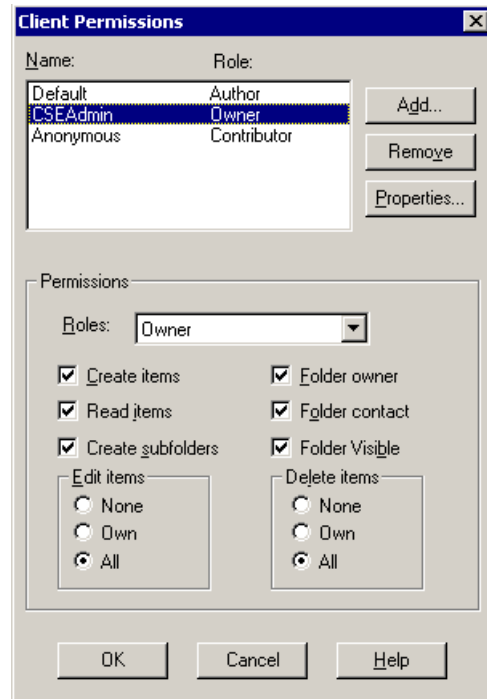 Client Permissions
Name: Role:
Default Author
CSEAdmin Owner
Anonymous Contributor
Add...
Remove
Properties...
Permissions
Roles: Owner
Create items Folder owner
Read items Folder contact
Create subfolders Folder Visible
Edit items Delete items
None None
Own Own
All All
OK Cancel Help